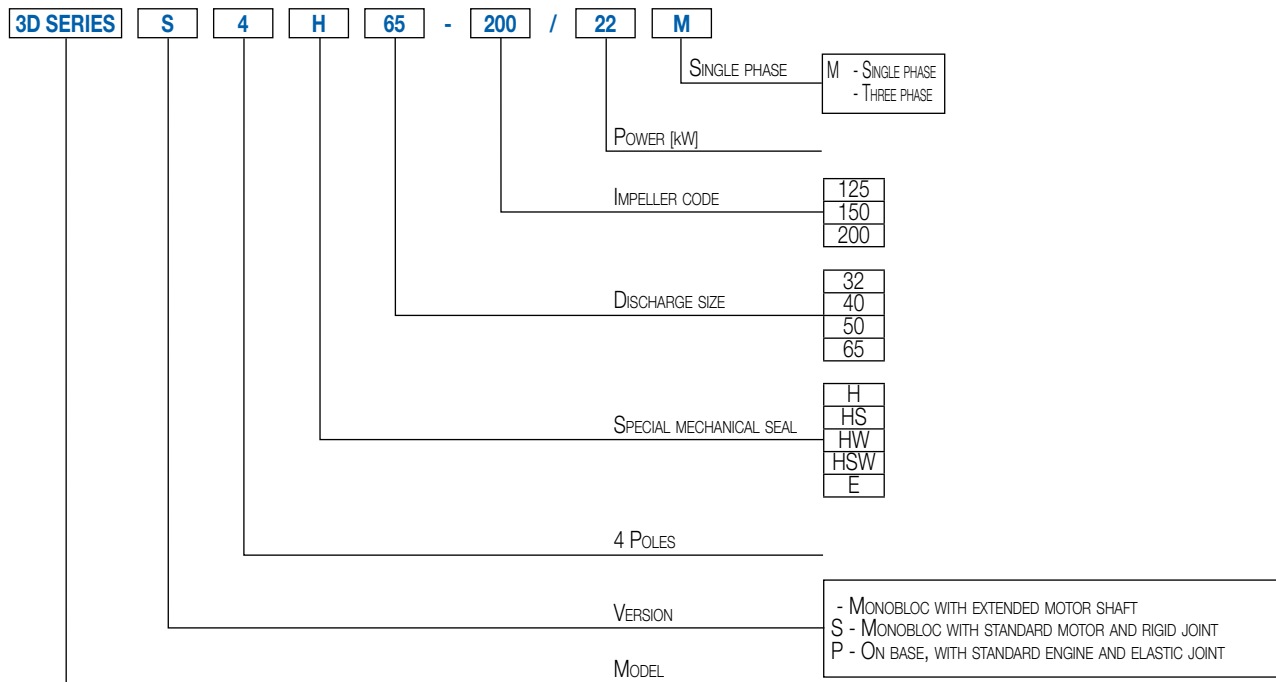 3D SERIES S 4 H 65 - 200 / 22 M
Single phase
M - Single phase
- Three phase
Power [kW]
Impeller code
125
150
200
Discharge size
32
40
50
65
Special mechanical seal
H
HS
HW
HSW
E
4 Poles
Version
- Monobloc with extended motor shaft
S - Monobloc with standard motor and rigid joint
P - On base, with standard engine and elastic joint
Model